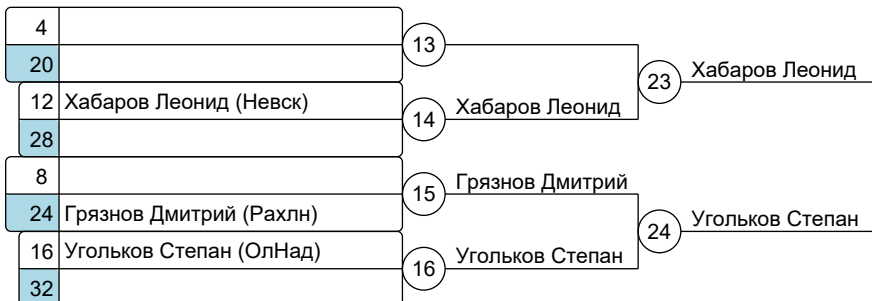 4
13
20
23 Хабаров Леонид
12 Хабаров Леонид (Невск)
14 Хабаров Леонид
28
8
15 Грязнов Дмитрий
24 Грязнов Дмитрий (Рахлн)
24 Угольков Степан
16 Угольков Степан (ОлНад)
16 Угольков Степан
32